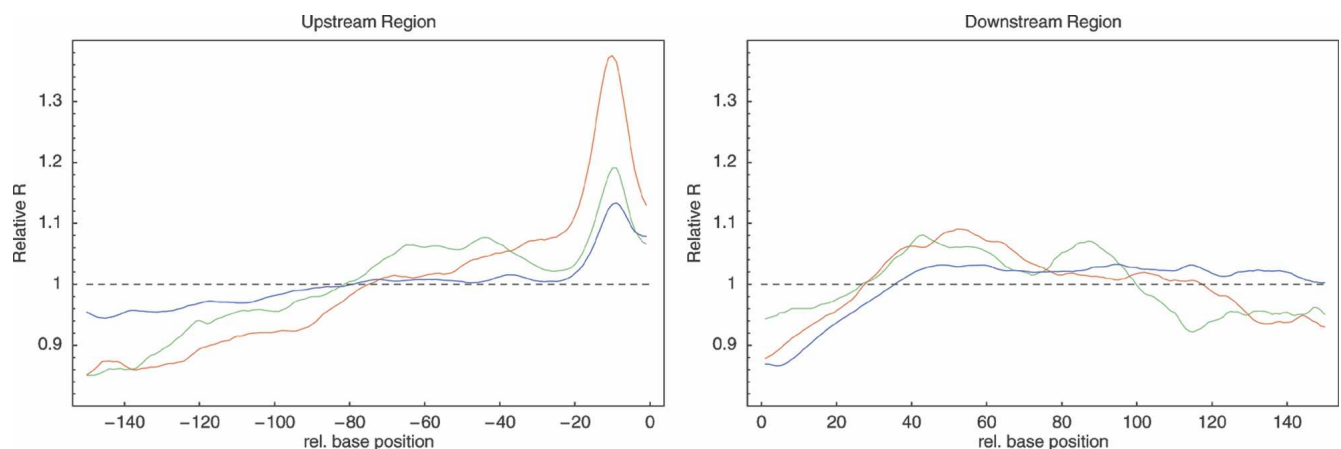 Upstream Region
Relative R
1.3
1.2
1.1
1
0.9
−140 −120 −100 −80 −60 −40 −20 0
rel. base position
Downstream Region
Relative R
1.3
1.2
1.1
1
0.9
0 20 40 60 80 100 120 140
rel. base position